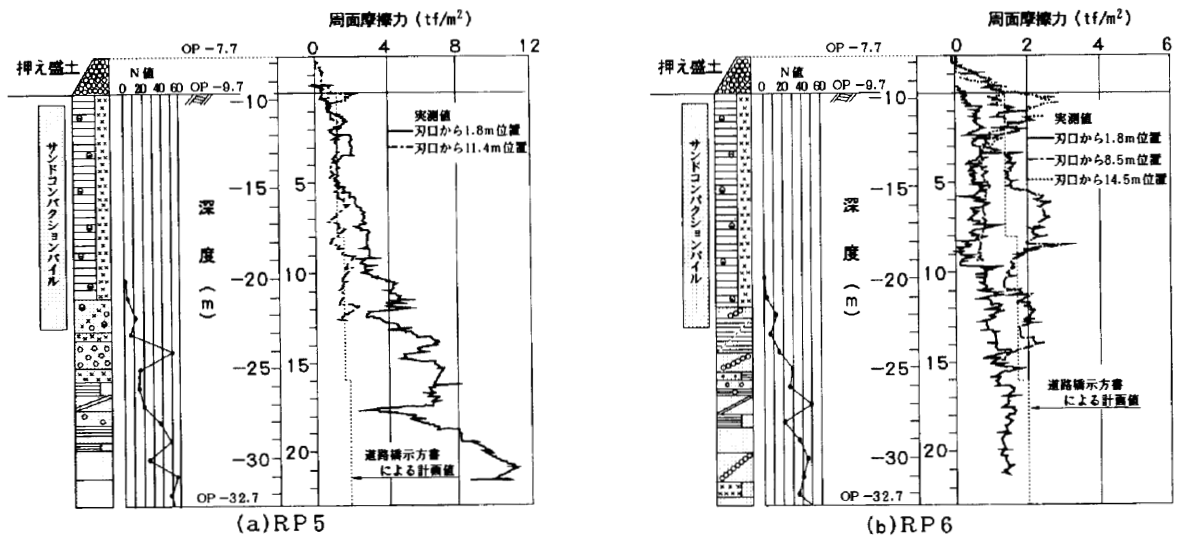 周面摩擦力 (tf/m²)
OP -7.7
0 4 8 12
押え盛土
N値
0 20 40 60
OP -9.7
-10
-15
-20
-25
-30
サンドコンパクションパイル
深度(m)
5
10
15
20
実測値
刃口から1.8m位置
刃口から11.4m位置
道路橋示方書
による計画値
OP -32.7
(a)RP5
周面摩擦力 (tf/m²)
OP -7.7
0 2 4 6
押え盛土
N値
0 20 40 60
OP -9.7
-10
-15
-20
-25
-30
サンドコンパクションパイル
深度(m)
5
10
15
20
実測値
刃口から1.8m位置
刃口から8.5m位置
刃口から14.5m位置
道路橋示方書
による計画値
OP -32.7
(b)RP6